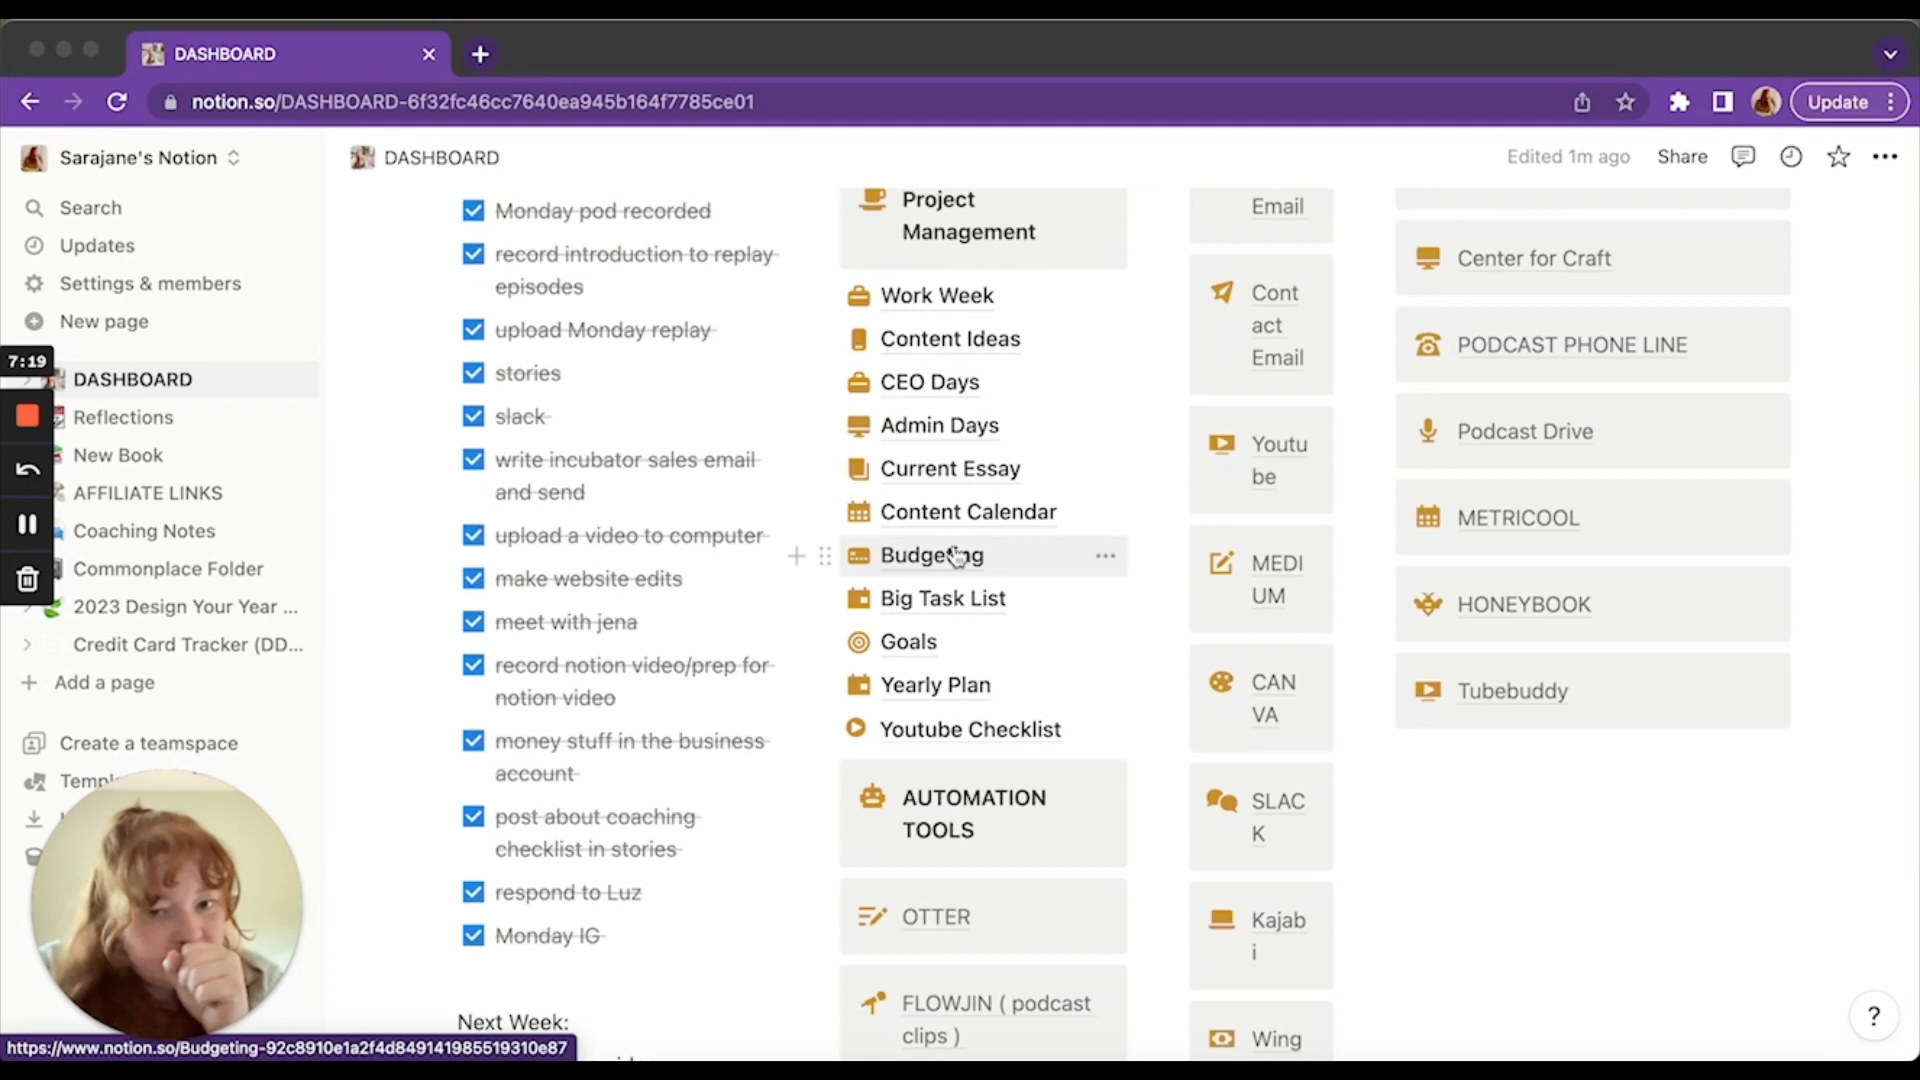 DASHBOARD
notion.so/DASHBOARD-6f32fc46cc7640ea945b164f7785ce01
Update
Sarajane's Notion
DASHBOARD
Edited 1m ago
Share
Search
Updates
Settings & members
New page
7:19
DASHBOARD
Reflections
New Book
AFFILIATE LINKS
Coaching Notes
Commonplace Folder
2023 Design Your Year ...
Credit Card Tracker (DD...
Add a page
Create a teamspace
Monday pod recorded
record introduction to replay
episodes
upload Monday replay
stories
slack
write incubator sales email
and send
upload a video to computer
make website edits
meet with jena
record notion video/prep for
notion video
money stuff in the business
account
post about coaching
checklist in stories
respond to Luz
Monday IG
Next Week:
Project
Management
Work Week
Content Ideas
CEO Days
Admin Days
Current Essay
Content Calendar
Budgeting
Big Task List
Goals
Yearly Plan
Youtube Checklist
AUTOMATION
TOOLS
OTTER
FLOWJIN ( podcast
clips )
Email
Cont
act
Email
Youtu
be
MEDI
UM
CAN
VA
SLAC
K
Kajab
i
Wing
Center for Craft
PODCAST PHONE LINE
Podcast Drive
METRICOOL
HONEYBOOK
Tubebuddy
?
https://www.notion.so/Budgeting-92c8910e1a2f4d849141985519310e87